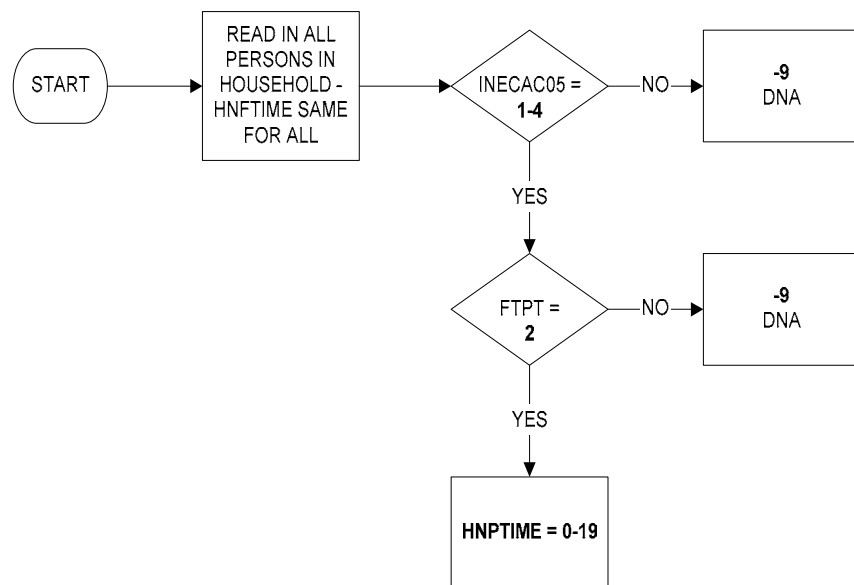 START
READ IN ALL
PERSONS IN
HOUSEHOLD -
HNFTIME SAME
FOR ALL
INECAC05 =
1-4
NO
-9
DNA
YES
FTPT =
2
NO
-9
DNA
YES
HNPTIME = 0-19